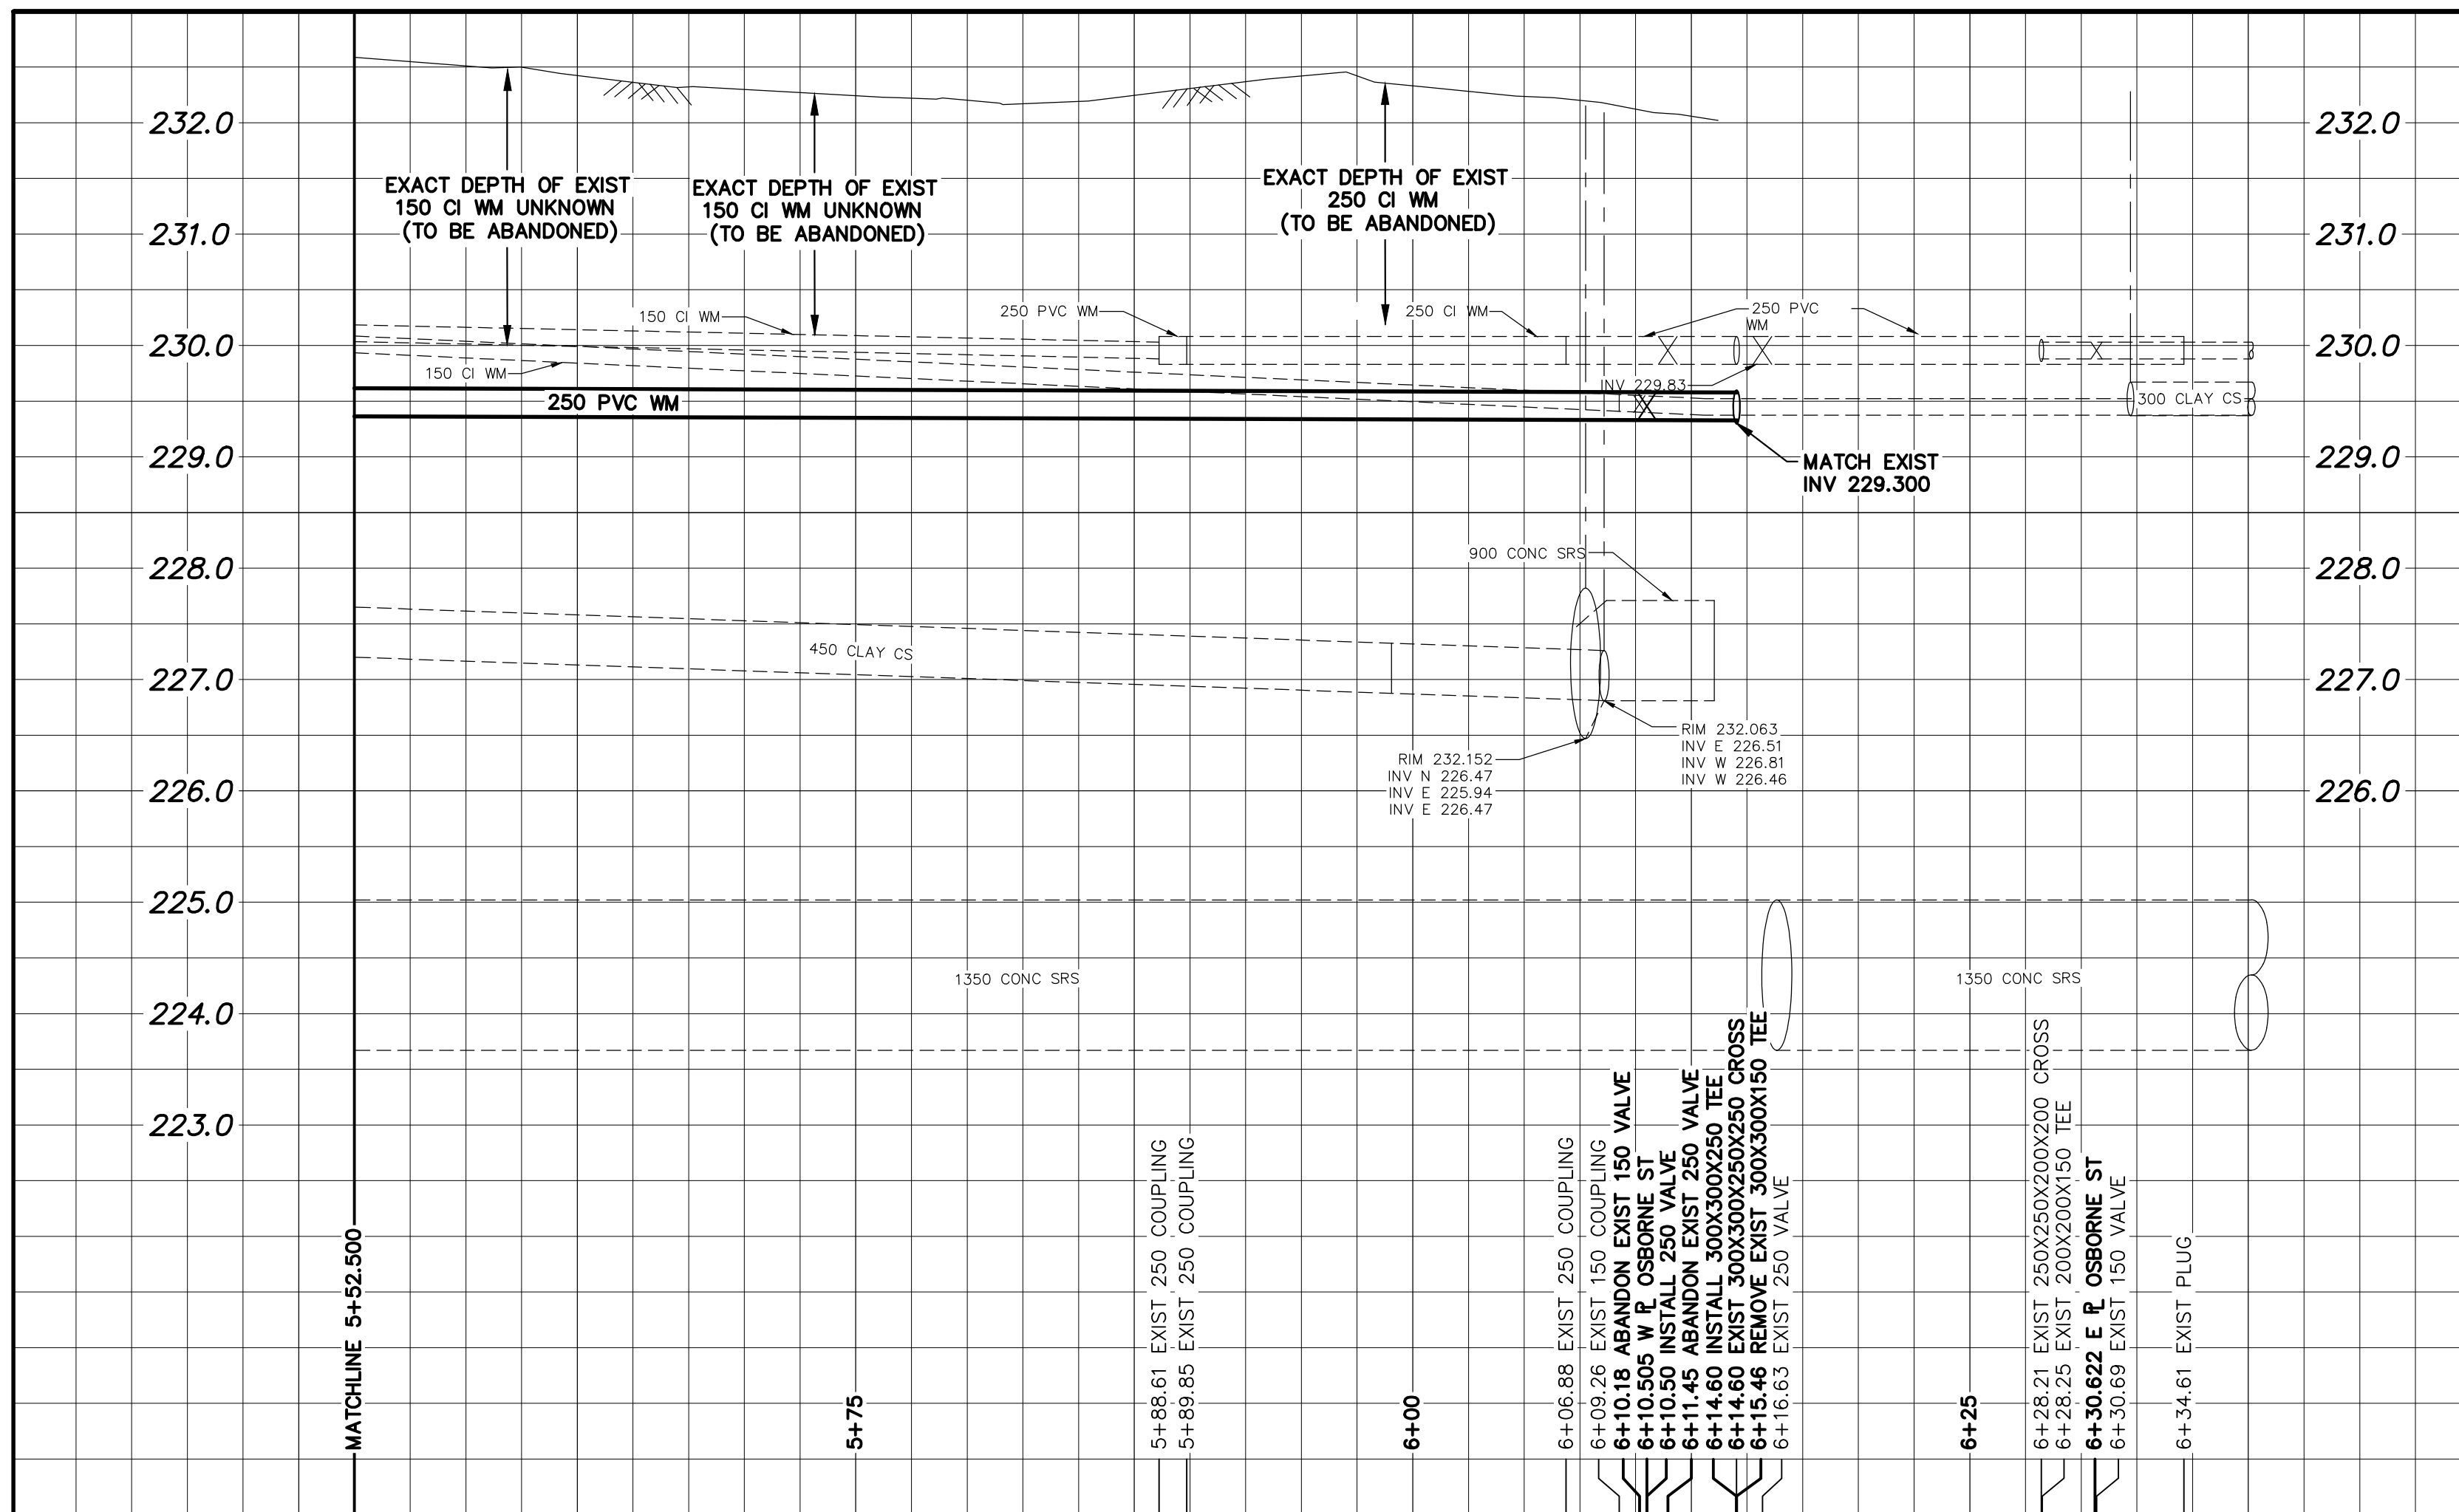 232.0
232.0
EXACT DEPTH OF EXIST
150 CI WM UNKNOWN
(TO BE ABANDONED)
EXACT DEPTH OF EXIST
150 CI WM UNKNOWN
(TO BE ABANDONED)
EXACT DEPTH OF EXIST
250 CI WM
(TO BE ABANDONED)
231.0
231.0
150 CI WM
250 PVC WM
250 CI WM
250 PVC
WM
230.0
230.0
150 CI WM
INV 229.83
250 PVC WM
300 CLAY CS
229.0
229.0
MATCH EXIST
INV 229.300
900 CONC SRS
228.0
228.0
450 CLAY CS
227.0
227.0
RIM 232.063
INV E 226.51
INV W 226.81
INV W 226.46
RIM 232.152
INV N 226.47
INV E 225.94
INV E 226.47
226.0
226.0
225.0
1350 CONC SRS
1350 CONC SRS
224.0
223.0
MATCHLINE 5+52.500
5+75
5+88.61 EXIST 250 COUPLING
5+89.85 EXIST 250 COUPLING
6+00
6+06.88 EXIST 250 COUPLING
6+09.26 EXIST 150 COUPLING
6+10.18 ABANDON EXIST 150 VALVE
6+10.505 W PL OSBORNE ST
6+10.50 INSTALL 250 VALVE
6+11.45 ABANDON EXIST 250 VALVE
6+14.60 INSTALL 300X300X250 TEE
6+14.60 EXIST 300X300X250X250 CROSS
6+15.46 REMOVE EXIST 300X300X150 TEE
6+16.63 EXIST 250 VALVE
6+25
6+28.21 EXIST 250X250X200X200 CROSS
6+28.25 EXIST 200X200X150 TEE
6+30.622 E PL OSBORNE ST
6+30.69 EXIST 150 VALVE
6+34.61 EXIST PLUG